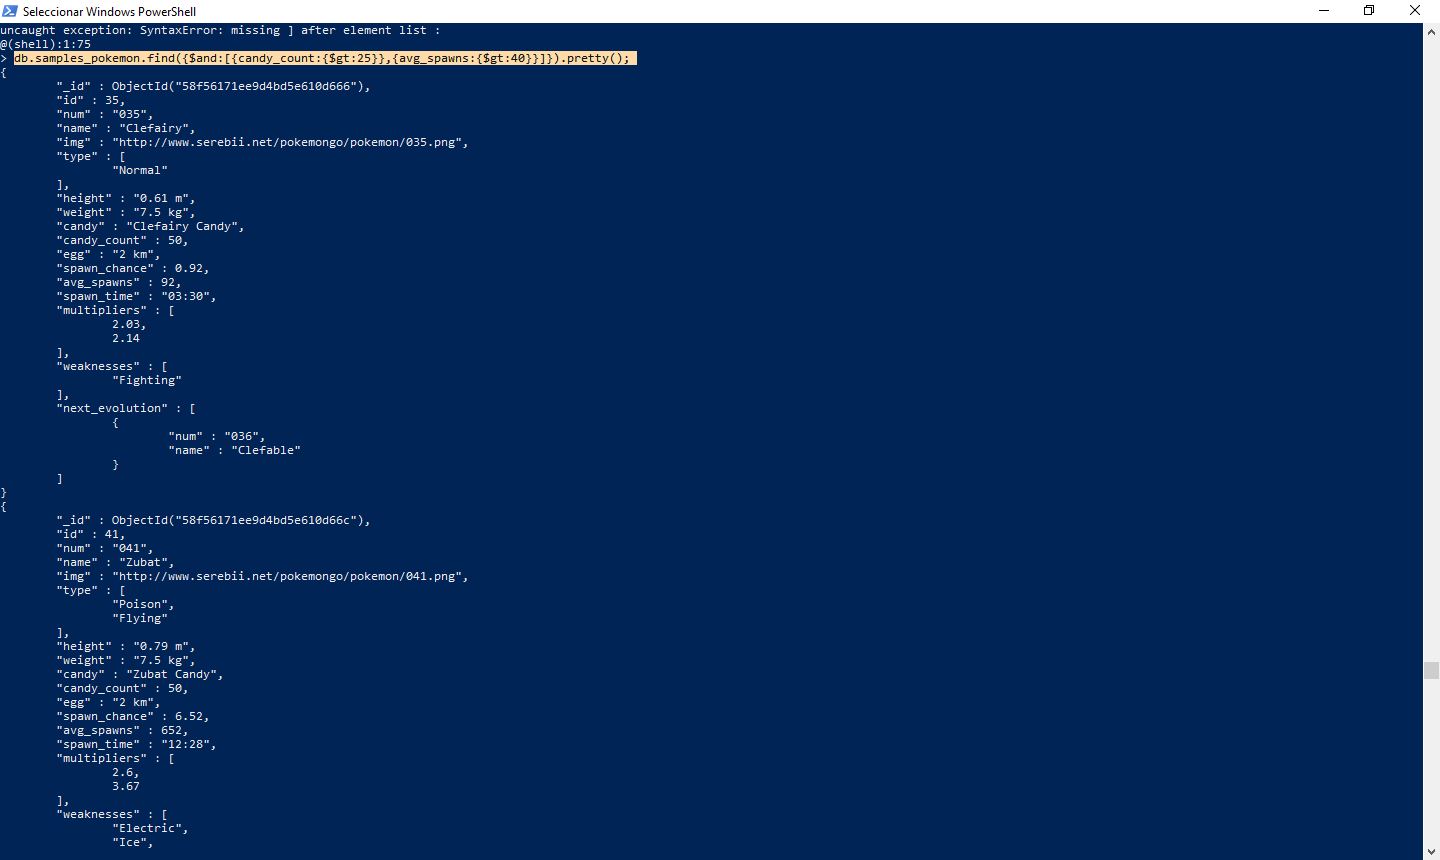 Seleccionar Windows PowerShell
uncaught exception: SyntaxError: missing ] after element list :
@(shell):1:75
> db.samples_pokemon.find({$and:[{candy_count:{$gt:25}},{avg_spawns:{$gt:40}}]}).pretty();
{
        "_id" : ObjectId("58f56171ee9d4bd5e610d666"),
        "id" : 35,
        "num" : "035",
        "name" : "Clefairy",
        "img" : "http://www.serebii.net/pokemongo/pokemon/035.png",
        "type" : [
                "Normal"
        ],
        "height" : "0.61 m",
        "weight" : "7.5 kg",
        "candy" : "Clefairy Candy",
        "candy_count" : 50,
        "egg" : "2 km",
        "spawn_chance" : 0.92,
        "avg_spawns" : 92,
        "spawn_time" : "03:30",
        "multipliers" : [
                2.03,
                2.14
        ],
        "weaknesses" : [
                "Fighting"
        ],
        "next_evolution" : [
                {
                        "num" : "036",
                        "name" : "Clefable"
                }
        ]
}
{
        "_id" : ObjectId("58f56171ee9d4bd5e610d66c"),
        "id" : 41,
        "num" : "041",
        "name" : "Zubat",
        "img" : "http://www.serebii.net/pokemongo/pokemon/041.png",
        "type" : [
                "Poison",
                "Flying"
        ],
        "height" : "0.79 m",
        "weight" : "7.5 kg",
        "candy" : "Zubat Candy",
        "candy_count" : 50,
        "egg" : "2 km",
        "spawn_chance" : 6.52,
        "avg_spawns" : 652,
        "spawn_time" : "12:28",
        "multipliers" : [
                2.6,
                3.67
        ],
        "weaknesses" : [
                "Electric",
                "Ice",